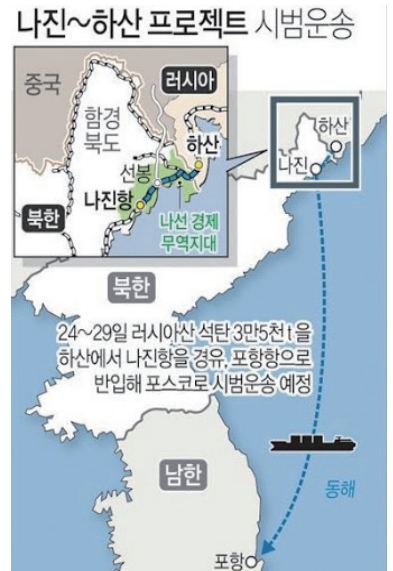 나진~하산 프로젝트 시범운송
중국
러시아
함경
북도
하산
선봉
나진항
북한
나선 경제
무역지대
하산
나진
북한
24~29일 러시아산 석탄 3만5천t을
하산에서 나진항을 경유, 포항항으로
반입해 포스코로 시범운송 예정
남한
동해
포항